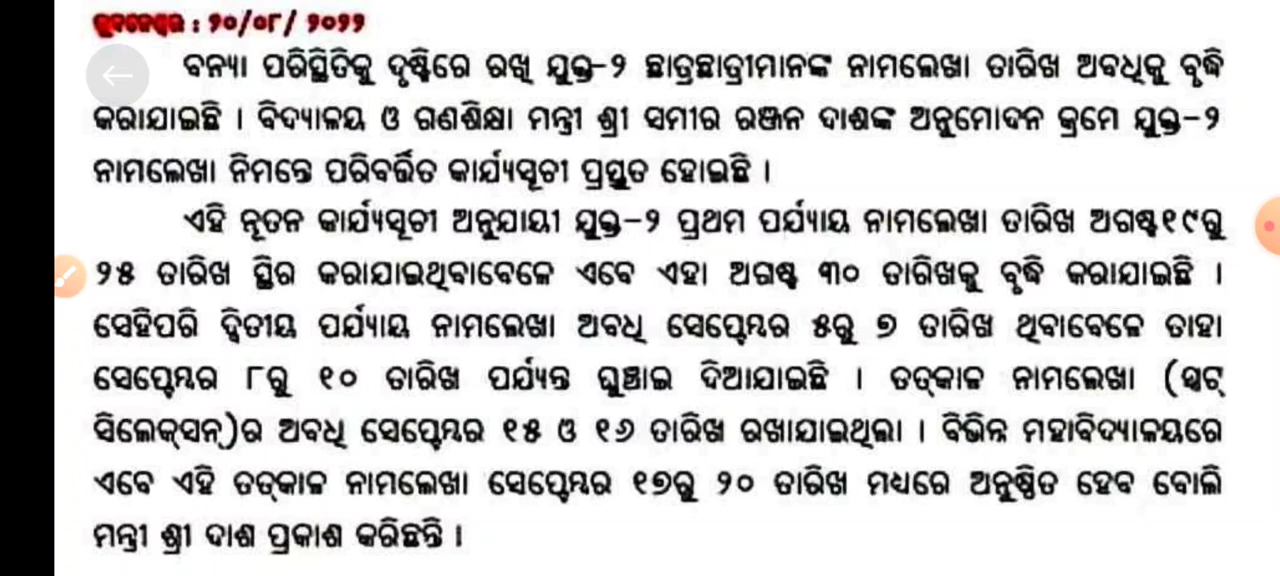 ଭୁବନେଶ୍ୱର : ୨୦/୦୮/ ୨୦୨୨
ବନ୍ୟା ପରିସ୍ଥିତିକୁ ଦୃଷ୍ଟିରେ ରଖି ଯୁକ୍ତ-୨ ଛାତ୍ରଛାତ୍ରୀମାନଙ୍କ ନାମଲେଖା ତାରିଖ ଅବଧିକୁ ବୃଦ୍ଧି
କରାଯାଇଛି । ବିଦ୍ୟାଳୟ ଓ ଗଣଶିକ୍ଷା ମନ୍ତ୍ରୀ ଶ୍ରୀ ସମୀର ରଞ୍ଜନ ଦାଶଙ୍କ ଅନୁମୋଦନ କ୍ରମେ ଯୁକ୍ତ-୨
ନାମଲେଖା ନିମନ୍ତେ ପରିବର୍ତ୍ତିତ କାର୍ଯ୍ୟସୂଚୀ ପ୍ରସ୍ତୁତ ହୋଇଛି ।
ଏହି ନୂତନ କାର୍ଯ୍ୟସୂଚୀ ଅନୁଯାୟୀ ଯୁକ୍ତ-୨ ପ୍ରଥମ ପର୍ଯ୍ୟାୟ ନାମଲେଖା ତାରିଖ ଅଗଷ୍ଟ୧୯ରୁ
୨୫ ତାରିଖ ସ୍ଥିର କରାଯାଇଥିବାବେଳେ ଏବେ ଏହା ଅଗଷ୍ଟ ୩୦ ତାରିଖକୁ ବୃଦ୍ଧି କରାଯାଇଛି ।
ସେହିପରି ଦ୍ୱିତୀୟ ପର୍ଯ୍ୟାୟ ନାମଲେଖା ଅବଧି ସେପ୍ଟେମ୍ବର ୫ରୁ ୭ ତାରିଖ ଥିବାବେଳେ ତାହା
ସେପ୍ଟେମ୍ବର ୮ରୁ ୧୦ ତାରିଖ ପର୍ଯ୍ୟନ୍ତ ଘୁଞ୍ଚାଇ ଦିଆଯାଇଛି । ତତ୍କାଳ ନାମଲେଖା (ସ୍ପଟ୍
ସିଲେକ୍‌ସନ୍)ର ଅବଧି ସେପ୍ଟେମ୍ବର ୧୫ ଓ ୧୬ ତାରିଖ ରଖାଯାଇଥିଲା । ବିଭିନ୍ନ ମହାବିଦ୍ୟାଳୟରେ
ଏବେ ଏହି ତତ୍କାଳ ନାମଲେଖା ସେପ୍ଟେମ୍ବର ୧୭ରୁ ୨୦ ତାରିଖ ମଧ୍ୟରେ ଅନୁଷ୍ଠିତ ହେବ ବୋଲି
ମନ୍ତ୍ରୀ ଶ୍ରୀ ଦାଶ ପ୍ରକାଶ କରିଛନ୍ତି ।